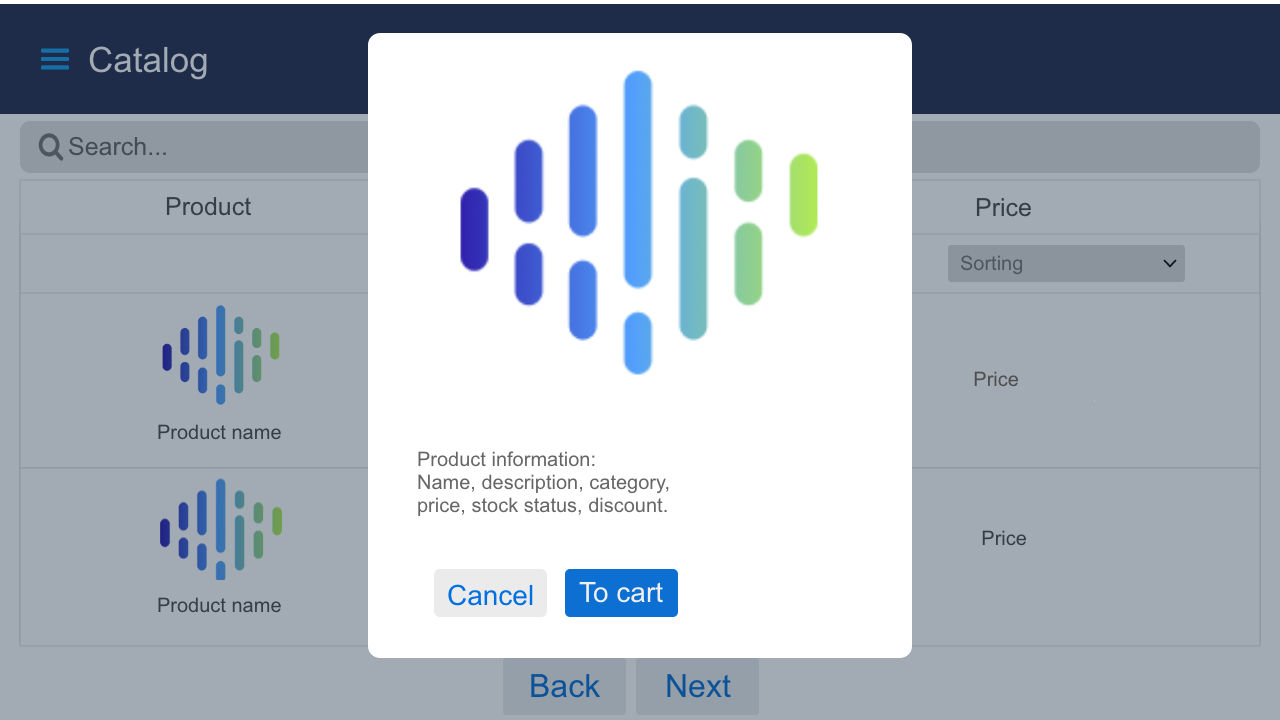 Catalog
Search...
Product
Price
Sorting
Product name
Price
Product name
Price
Product information:
Name, description, category,
price, stock status, discount.
Cancel
To cart
Back
Next